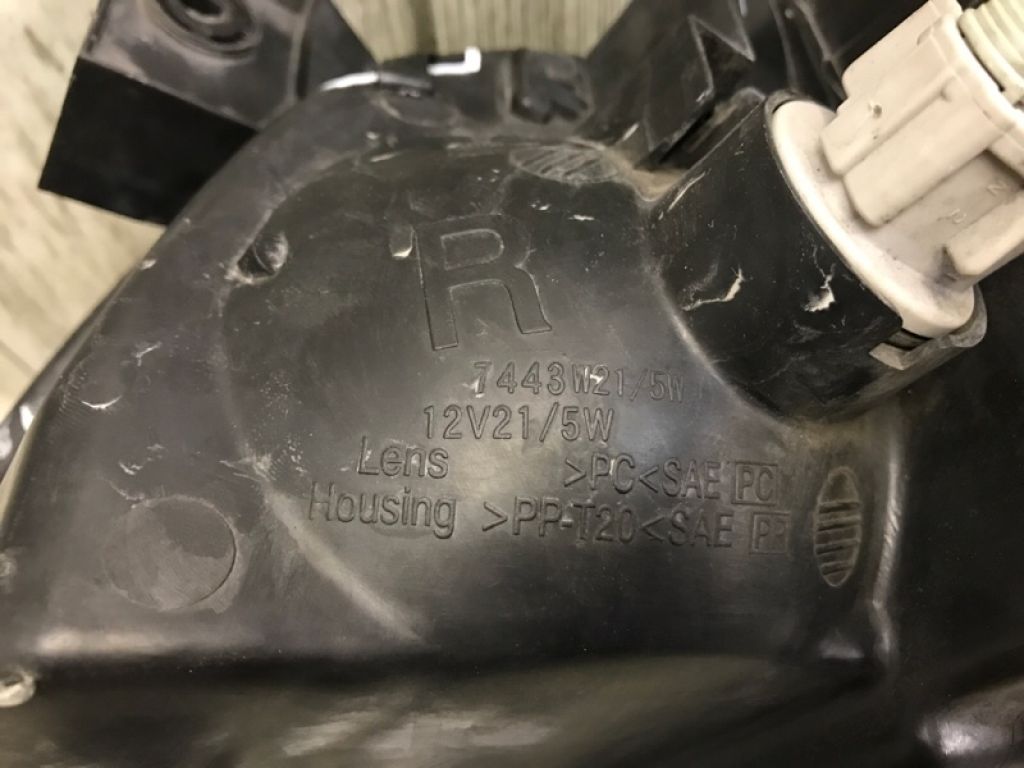 R
R
7443W21/5W
12V21/5W
Lens >PC<SAE PC
Housing >PP-T20<SAE PP